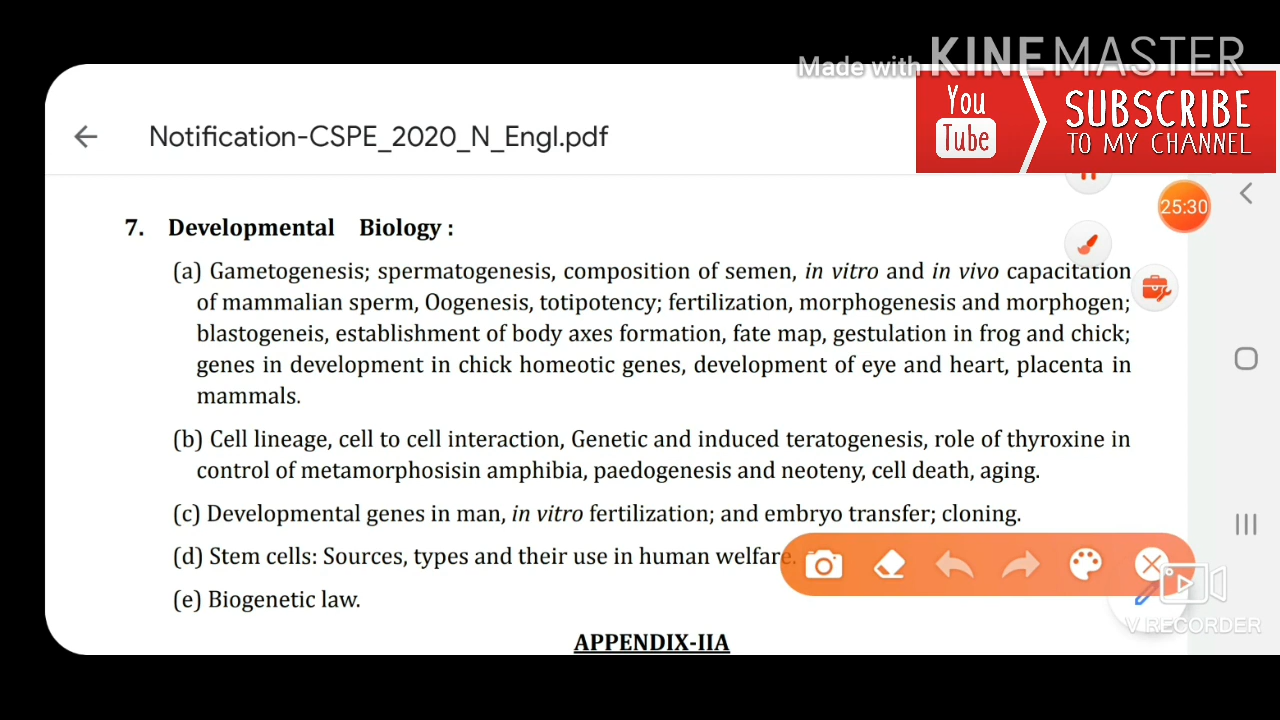 Made with KINEMASTER
You Tube
SUBSCRIBE
TO MY CHANNEL
Notification-CSPE_2020_N_Engl.pdf
25:30
7. Developmental Biology :
(a) Gametogenesis; spermatogenesis, composition of semen, in vitro and in vivo capacitation
of mammalian sperm, Oogenesis, totipotency; fertilization, morphogenesis and morphogen;
blastogeneis, establishment of body axes formation, fate map, gestulation in frog and chick;
genes in development in chick homeotic genes, development of eye and heart, placenta in
mammals.
(b) Cell lineage, cell to cell interaction, Genetic and induced teratogenesis, role of thyroxine in
control of metamorphosisin amphibia, paedogenesis and neoteny, cell death, aging.
(c) Developmental genes in man, in vitro fertilization; and embryo transfer; cloning.
(d) Stem cells: Sources, types and their use in human welfare.
(e) Biogenetic law.
V RECORDER
APPENDIX-IIA